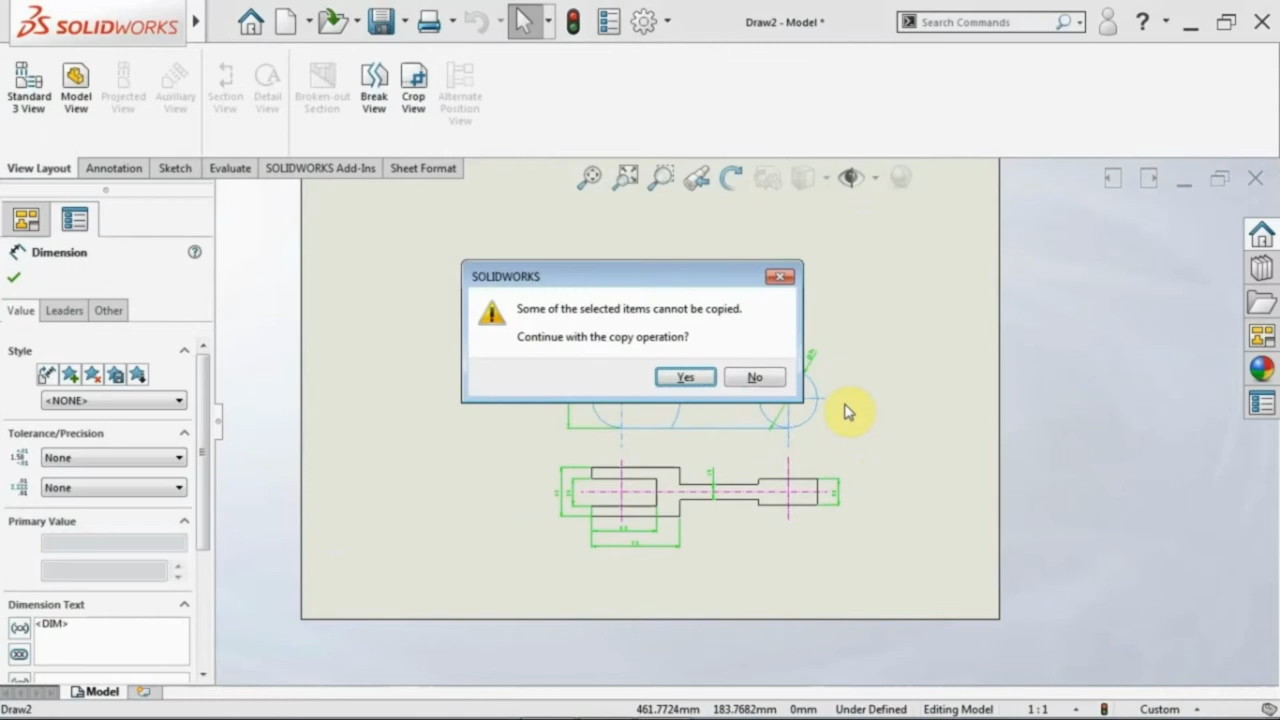 SOLIDWORKS
Draw2 - Model *
Search Commands
?
Standard
3 View
Model
View
Projected
View
Auxiliary
View
Section
View
Detail
View
Broken-out
Section
Break
View
Crop
View
Alternate
Position
View
View Layout
Annotation
Sketch
Evaluate
SOLIDWORKS Add-Ins
Sheet Format
Dimension
Value
Leaders
Other
Style
<NONE>
Tolerance/Precision
None
None
Primary Value
Dimension Text
<DIM>
SOLIDWORKS
Some of the selected items cannot be copied.
Continue with the copy operation?
Yes
No
Model
Draw2
461.7724mm
183.7682mm
0mm
Under Defined
Editing Model
1:1
Custom